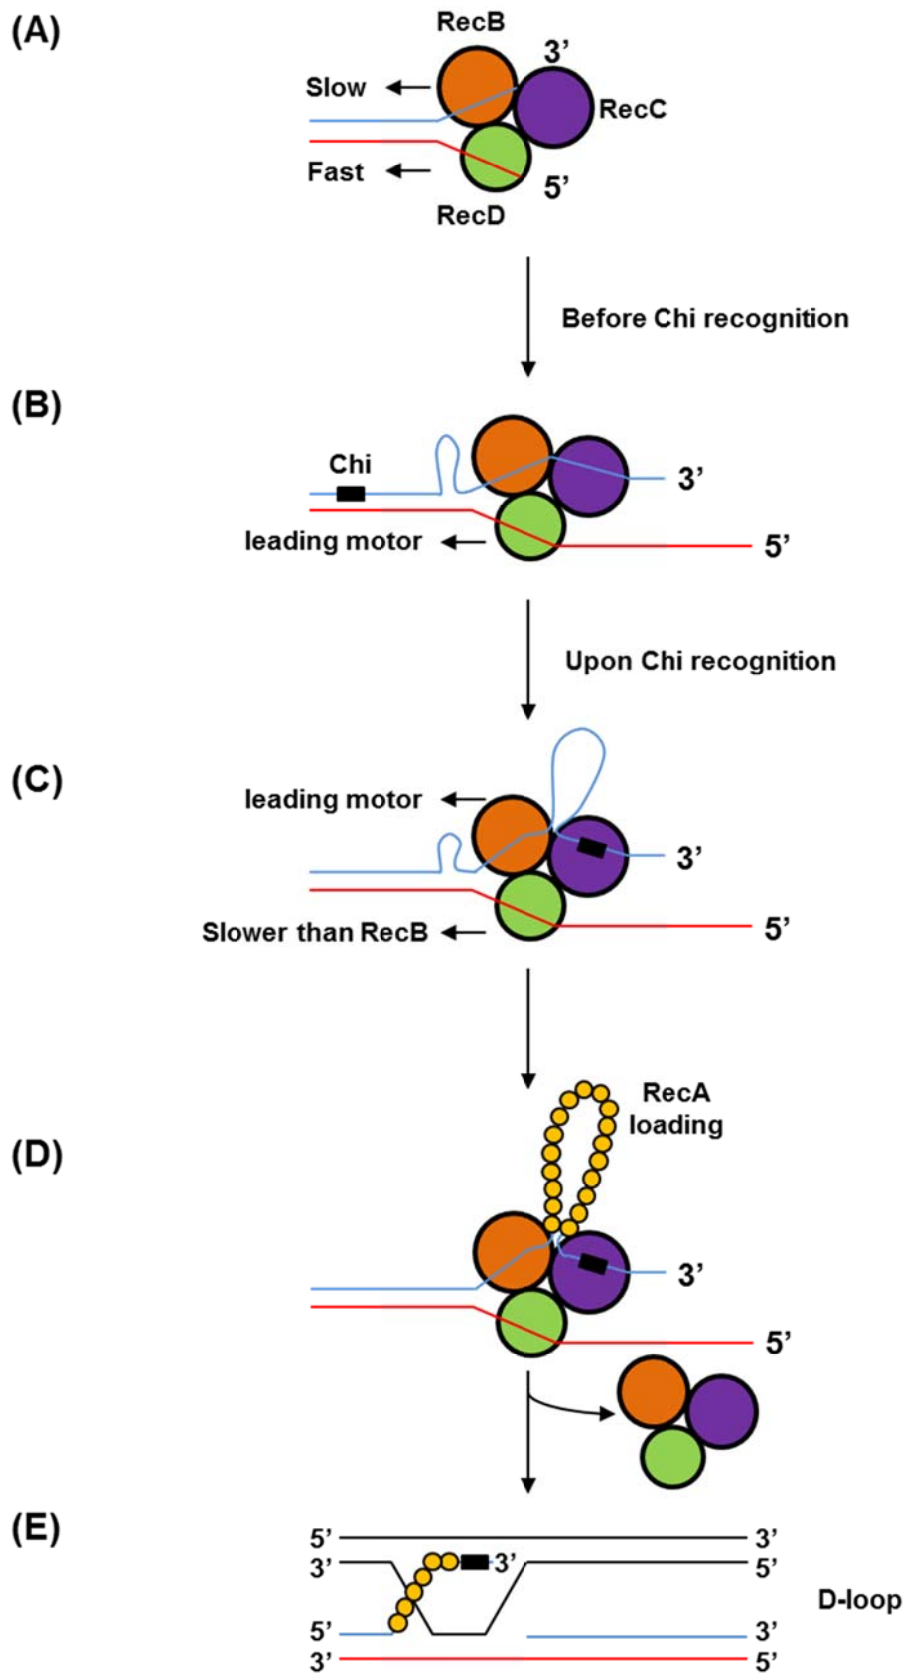 (A)
RecB
3’
Slow
RecC
Fast
5’
RecD
Before Chi recognition
(B)
Chi
3’
leading motor
5’
Upon Chi recognition
(C)
leading motor
3’
Slower than RecB
5’
RecA
loading
(D)
3’
5’
(E)
5’
3’
3’
3’
5’
D-loop
5’
3’
3’
5’